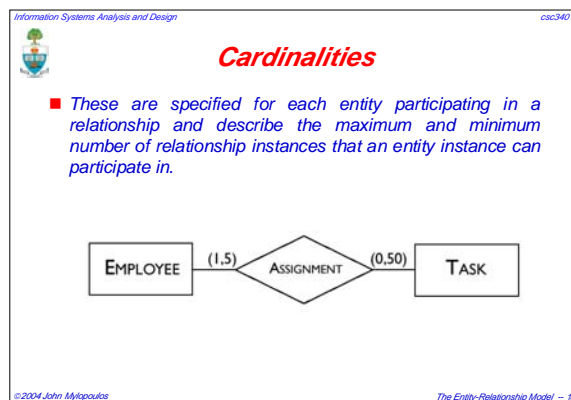 Information Systems Analysis and Design csc340
Cardinalities
These are specified for each entity participating in a
relationship and describe the maximum and minimum
number of relationship instances that an entity instance can
participate in.
EMPLOYEE (1,5) ASSIGNMENT (0,50) TASK
©2004 John Mylopoulos The Entity-Relationship Model -- 1